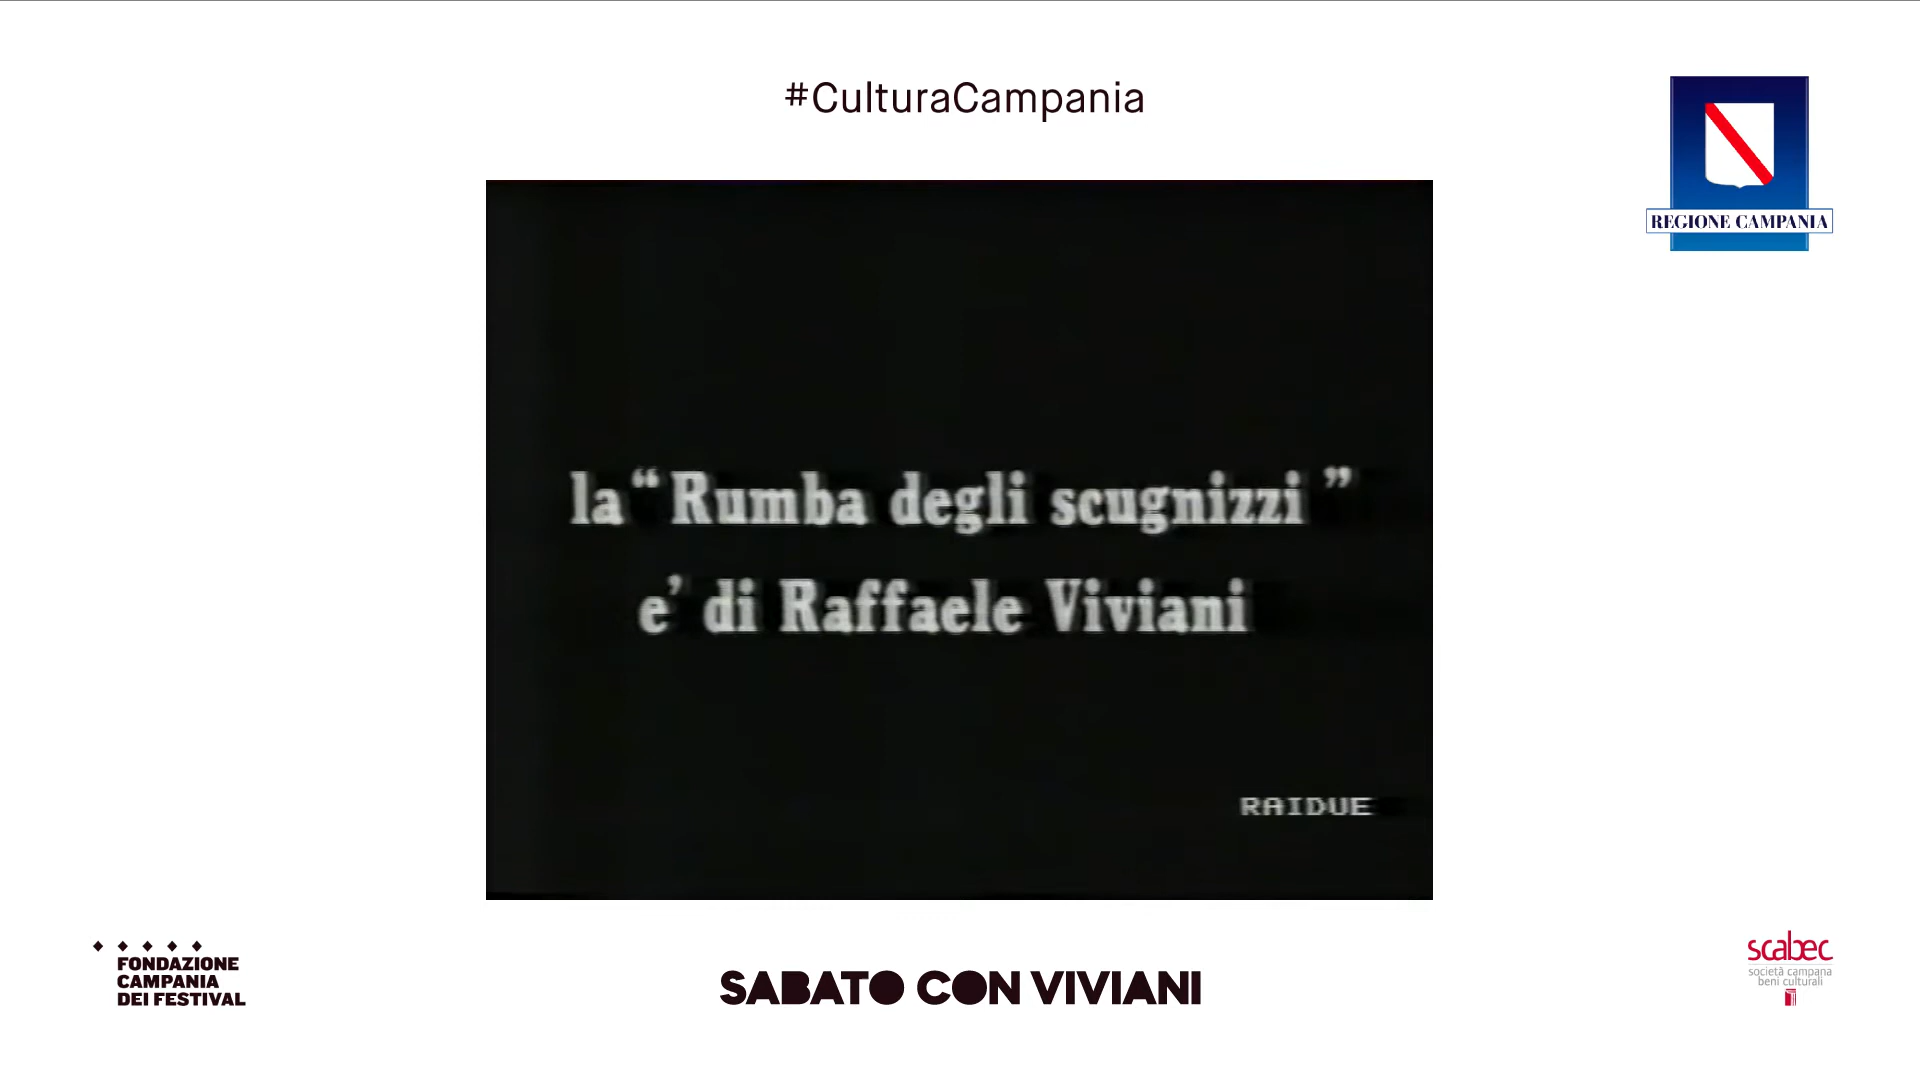 #CulturaCampania
REGIONE CAMPANIA
la “Rumba degli scugnizzi”
e’ di Raffaele Viviani
RAIDUE
FONDAZIONE
CAMPANIA
DEI FESTIVAL
SABATO CON VIVIANI
scabec
società campana
beni culturali